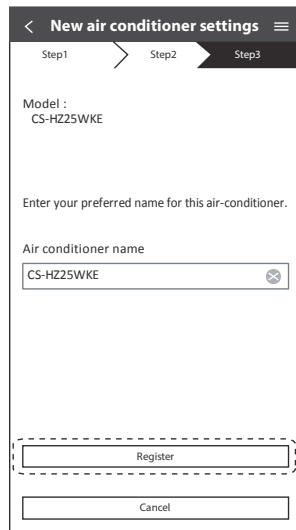 New air conditioner settings
Step1 Step2 Step3
Model :
CS-HZ25WKE
Enter your preferred name for this air-conditioner.
Air conditioner name
CS-HZ25WKE
Register
Cancel